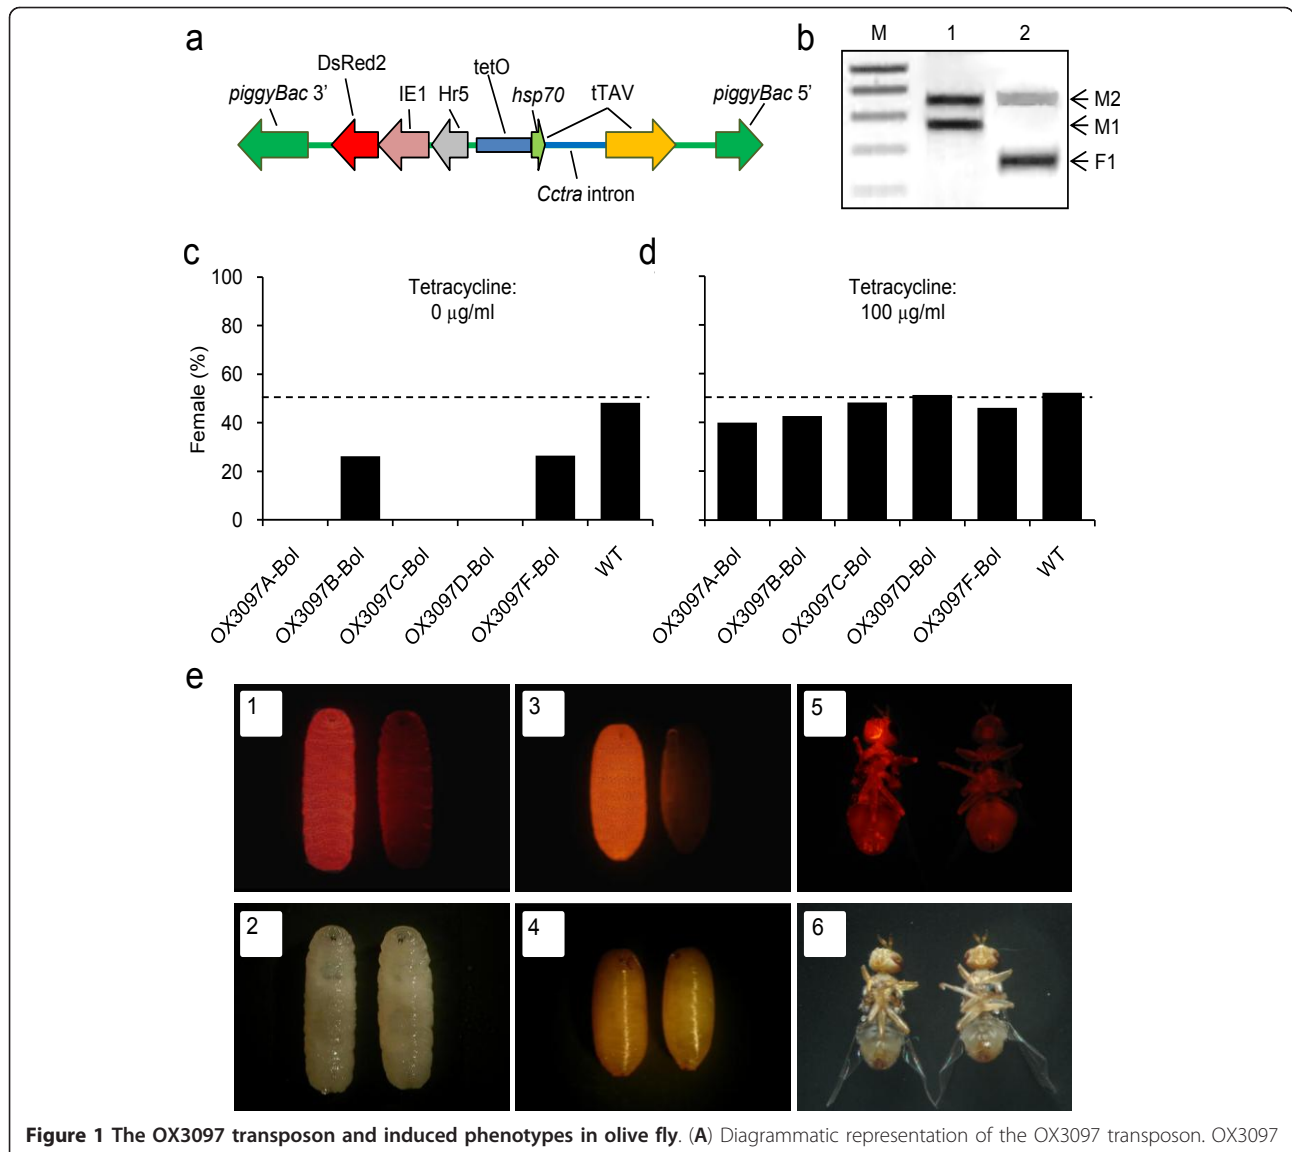 a
piggyBac 3’
DsRed2
IE1
Hr5
tetO
hsp70
tTAV
piggyBac 5’
Cctra intron
b
M 1 2
M2
M1
F1
c
Tetracycline:
0 μg/ml
Female (%)
100
80
60
40
20
0
OX3097A-Bol
OX3097B-Bol
OX3097C-Bol
OX3097D-Bol
OX3097F-Bol
WT
d
Tetracycline:
100 μg/ml
OX3097A-Bol
OX3097B-Bol
OX3097C-Bol
OX3097D-Bol
OX3097F-Bol
WT
e
1
3
5
2
4
6
Figure 1 The OX3097 transposon and induced phenotypes in olive fly. (A) Diagrammatic representation of the OX3097 transposon. OX3097